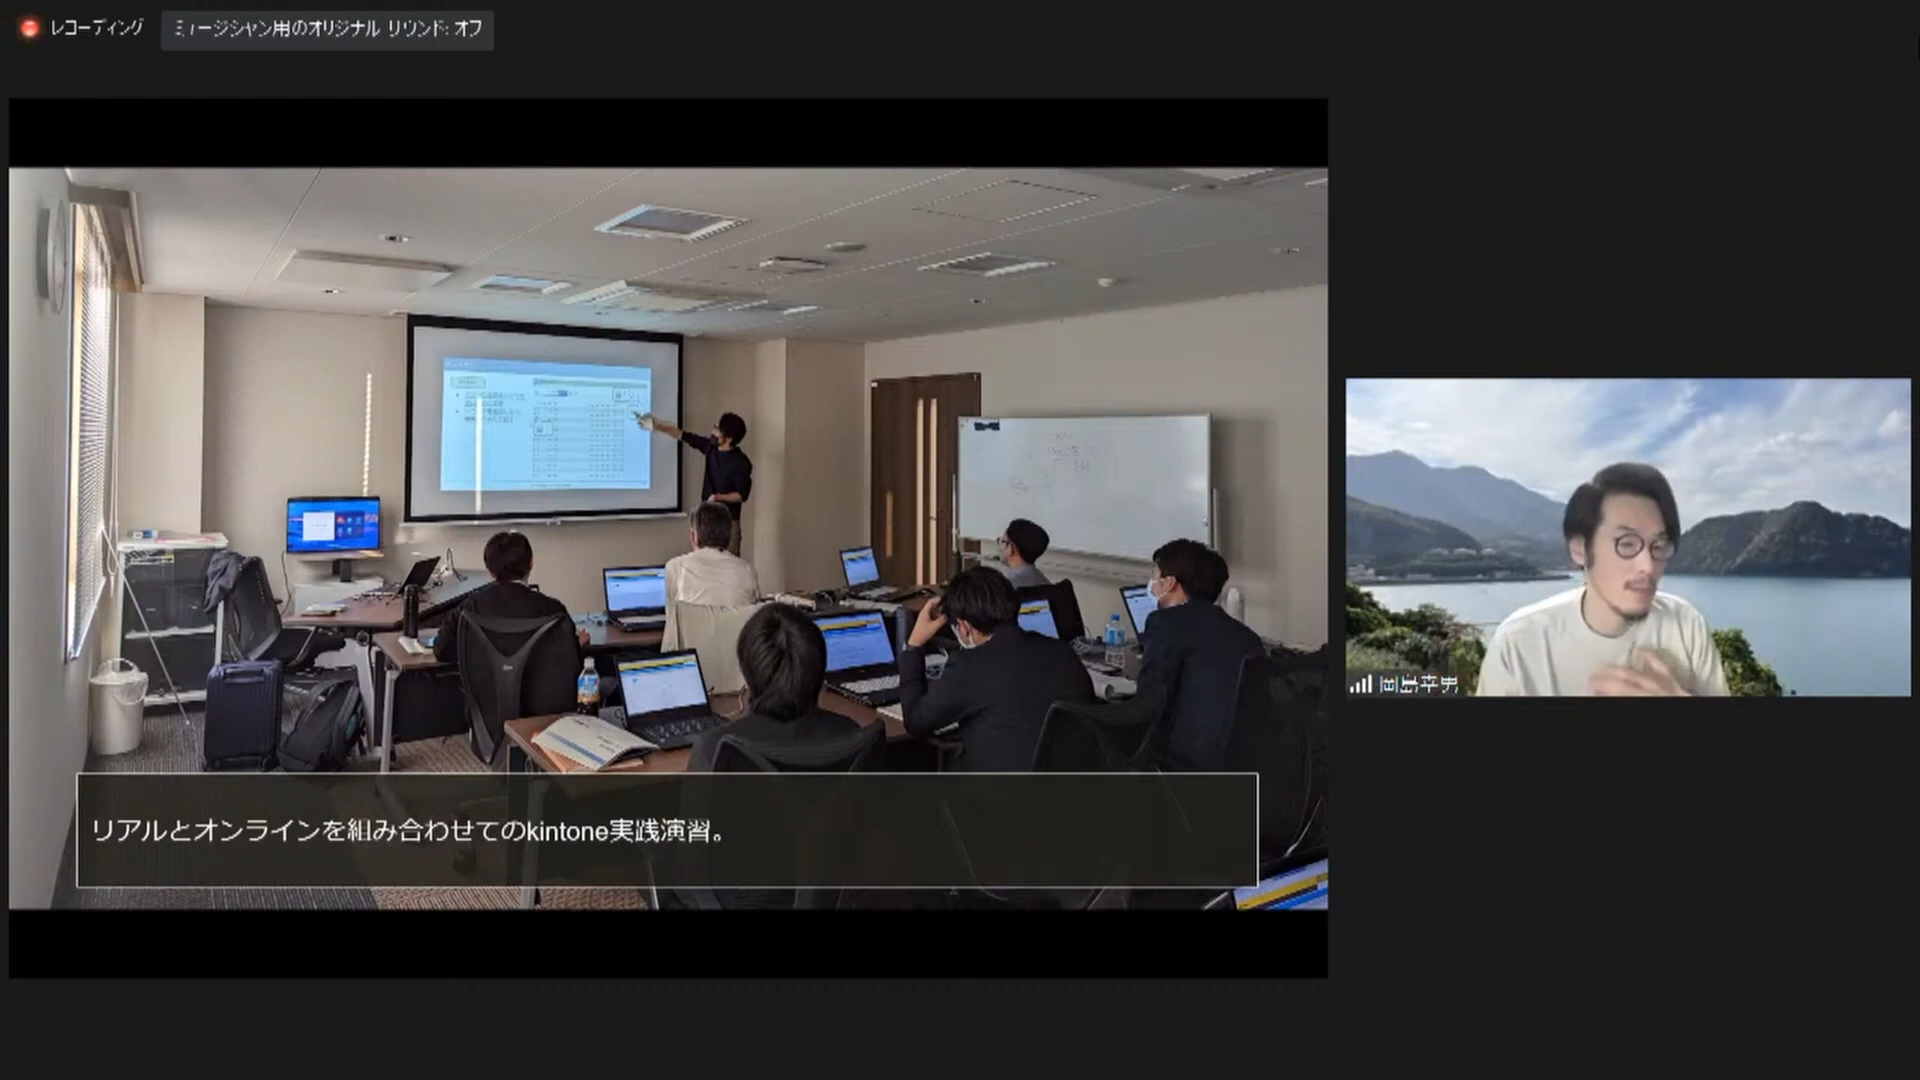 レコーディング
ミュージシャン用のオリジナル サウンド: オフ
リアルとオンラインを組み合わせてのkintone実践演習。
岡島幸男